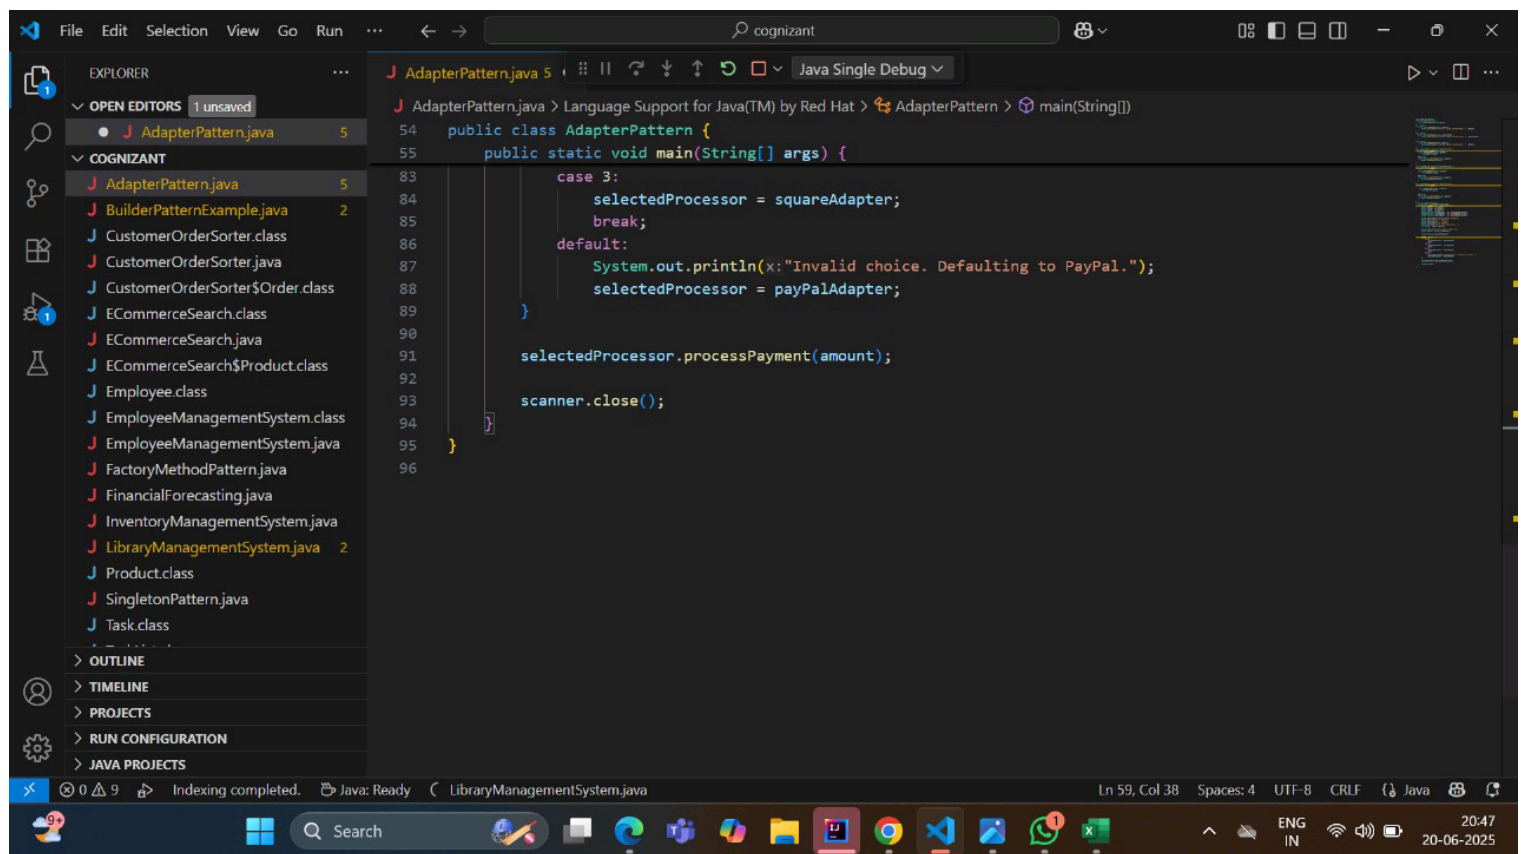 File Edit Selection View Go Run ··· cognizant
EXPLORER ···
OPEN EDITORS 1 unsaved
J AdapterPattern.java 5
COGNIZANT
J AdapterPattern.java 5
J BuilderPatternExample.java 2
J CustomerOrderSorter.class
J CustomerOrderSorter.java
J CustomerOrderSorter$Order.class
J ECommerceSearch.class
J ECommerceSearch.java
J ECommerceSearch$Product.class
J Employee.class
J EmployeeManagementSystem.class
J EmployeeManagementSystem.java
J FactoryMethodPattern.java
J FinancialForecasting.java
J InventoryManagementSystem.java
J LibraryManagementSystem.java 2
J Product.class
J SingletonPattern.java
J Task.class
OUTLINE
TIMELINE
PROJECTS
RUN CONFIGURATION
JAVA PROJECTS
1
1
J AdapterPattern.java 5 Java Single Debug
J AdapterPattern.java > Language Support for Java(TM) by Red Hat > AdapterPattern > main(String[])
54 public class AdapterPattern {
55 public static void main(String[] args) {
83 case 3:
84 selectedProcessor = squareAdapter;
85 break;
86 default:
87 System.out.println(x:"Invalid choice. Defaulting to PayPal.");
88 selectedProcessor = payPalAdapter;
89 }
90
91 selectedProcessor.processPayment(amount);
92
93 scanner.close();
94 }
95 }
96
0 9 Indexing completed. Java: Ready LibraryManagementSystem.java Ln 59, Col 38 Spaces: 4 UTF-8 CRLF Java
9+ Search 1 ENG 20:47
IN 20-06-2025